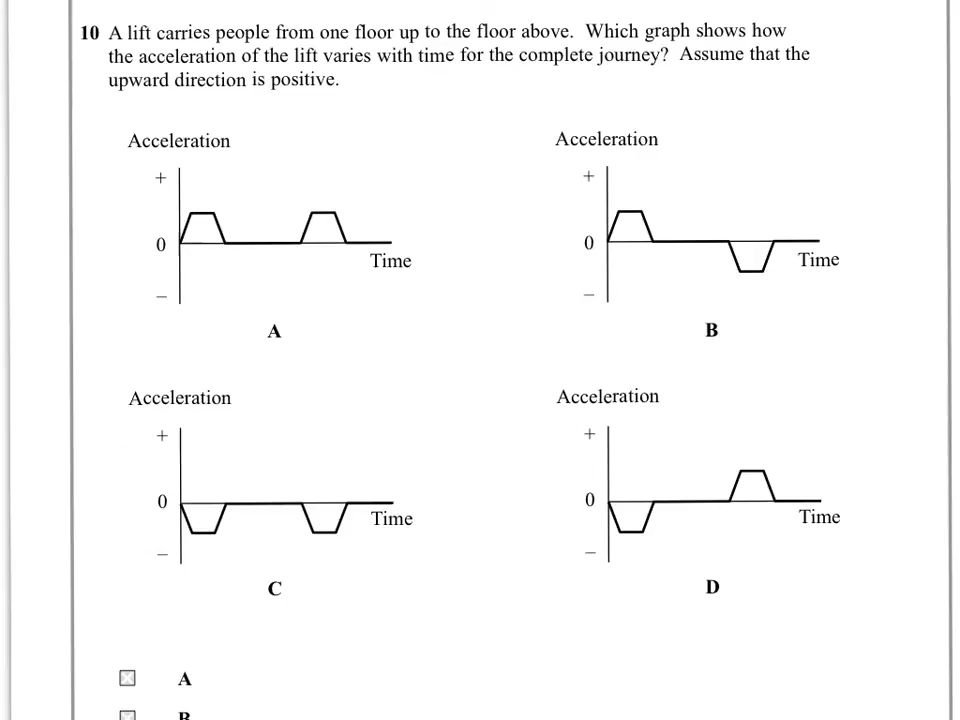 10 A lift carries people from one floor up to the floor above. Which graph shows how
the acceleration of the lift varies with time for the complete journey? Assume that the
upward direction is positive.
Acceleration
+
0
–
Time
A
Acceleration
+
0
–
Time
B
Acceleration
+
0
–
Time
C
Acceleration
+
0
–
Time
D
A
B